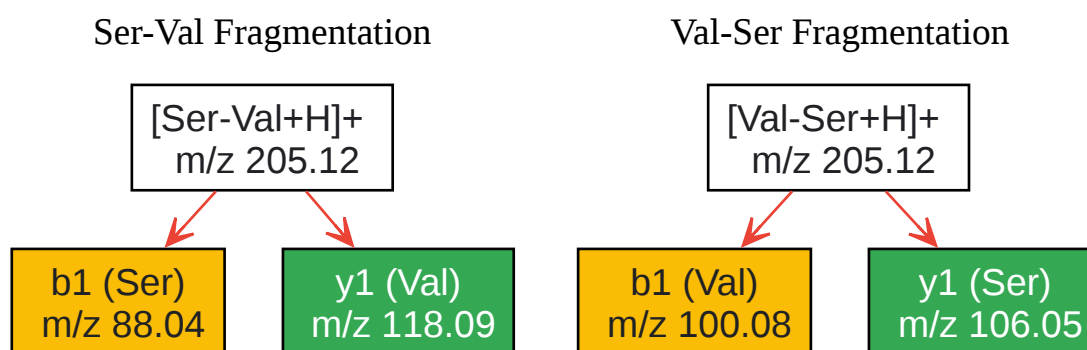 Ser-Val Fragmentation
[Ser-Val+H]+
m/z 205.12
b1 (Ser)
m/z 88.04
y1 (Val)
m/z 118.09
Val-Ser Fragmentation
[Val-Ser+H]+
m/z 205.12
b1 (Val)
m/z 100.08
y1 (Ser)
m/z 106.05